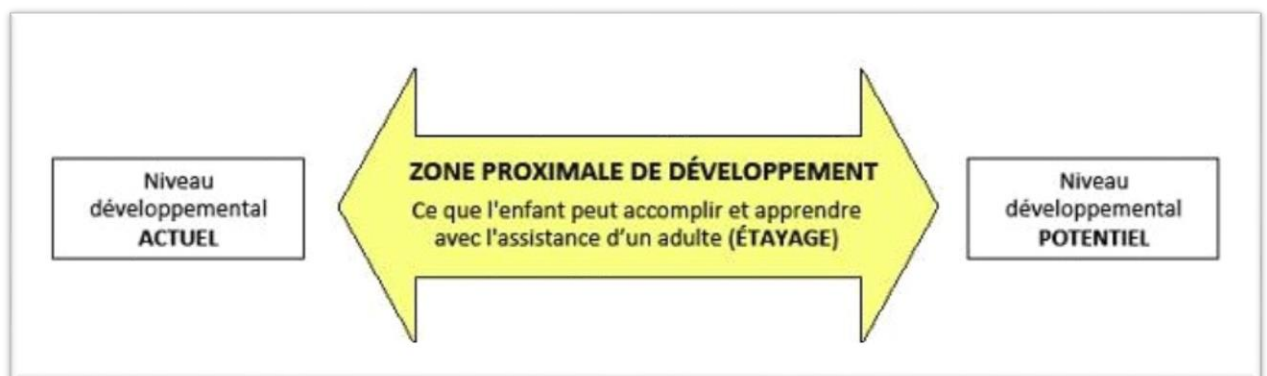 Niveau
développemental
ACTUEL
ZONE PROXIMALE DE DÉVELOPPEMENT
Ce que l'enfant peut accomplir et apprendre
avec l'assistance d'un adulte (ÉTAYAGE)
Niveau
développemental
POTENTIEL